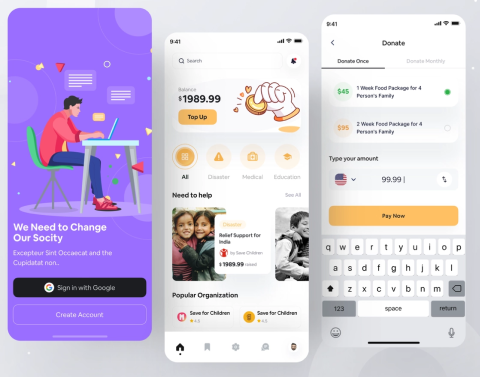 We Need to Change
Our Socity
Excepteur Sint Occaecat and the
Cupidatat non..
Sign in with Google
Create Account
9:41
Search
Balance
$1989.99
Top Up
All
Disaster
Medical
Education
Need to help
See All
Disaster
Relief Support for
India
by Save Children
$1989.99
Popular Organization
Save for Children
4.8
Save for Children
9:41
Donate
Donate Once
Donate Monthly
$45
1 Week Food Package for 4
Person's Family
$95
2 Week Food Package for 4
Person's Family
Type your amount
99.99
Pay Now
q w e r t y u i o p
a s d f g h j k l
z x c v b n m
123
space
return